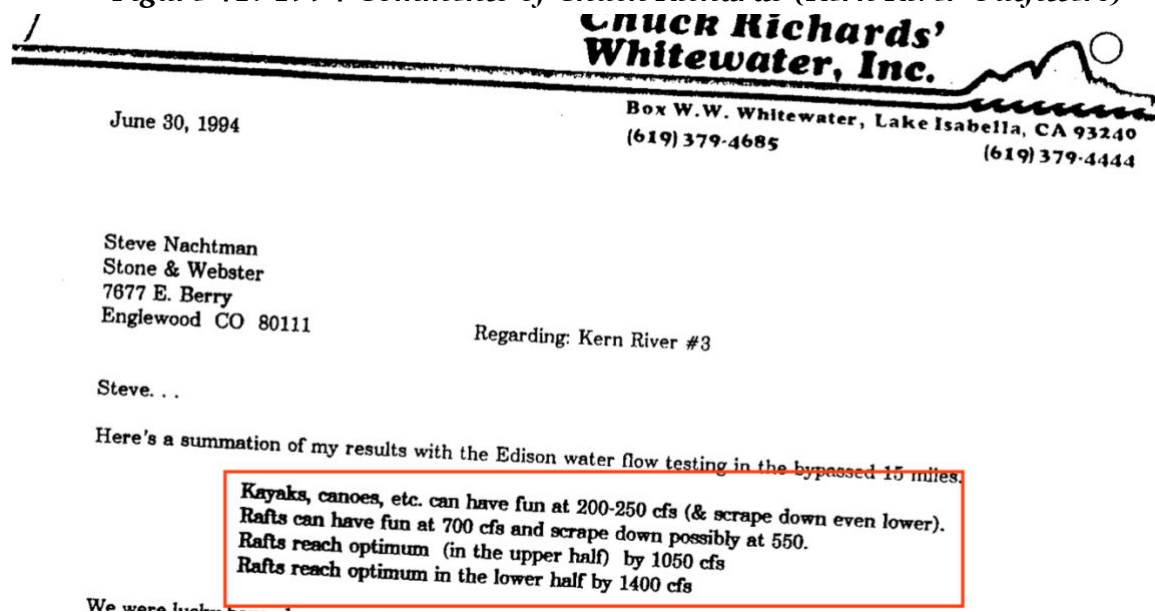 Chuck Richards'
Whitewater, Inc.
Box W.W. Whitewater, Lake Isabella, CA 93240
(619) 379-4685 (619) 379-4444
June 30, 1994
Steve Nachtman
Stone & Webster
7677 E. Berry
Englewood CO 80111
Regarding: Kern River #3
Steve. . .
Here's a summation of my results with the Edison water flow testing in the bypassed 15 miles.
Kayaks, canoes, etc. can have fun at 200-250 cfs (& scrape down even lower).
Rafts can have fun at 700 cfs and scrape down possibly at 550.
Rafts reach optimum (in the upper half) by 1050 cfs
Rafts reach optimum in the lower half by 1400 cfs
We were lucky